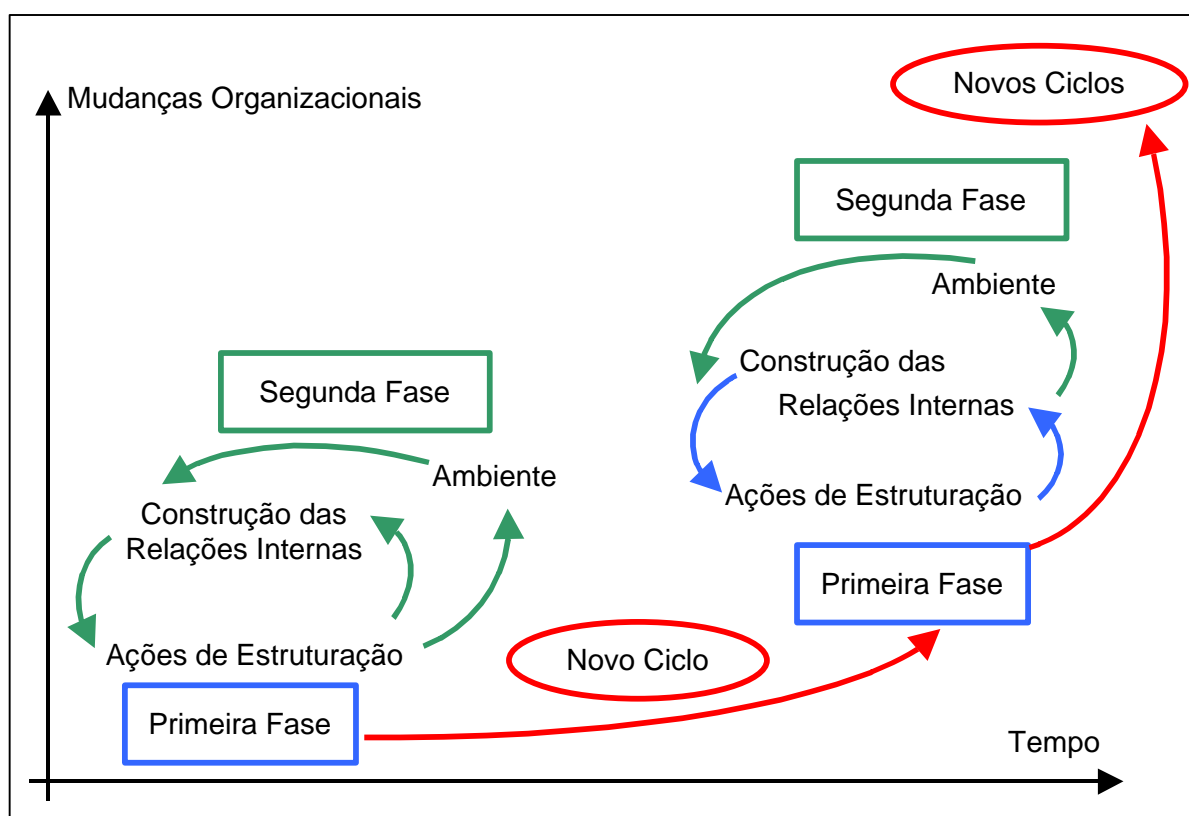 Novos Ciclos
Mudanças Organizacionais
Segunda Fase
Ambiente
Construção das
Relações Internas
Ações de Estruturação
Primeira Fase
Segunda Fase
Ambiente
Construção das
Relações Internas
Ações de Estruturação
Primeira Fase
Novo Ciclo
Tempo